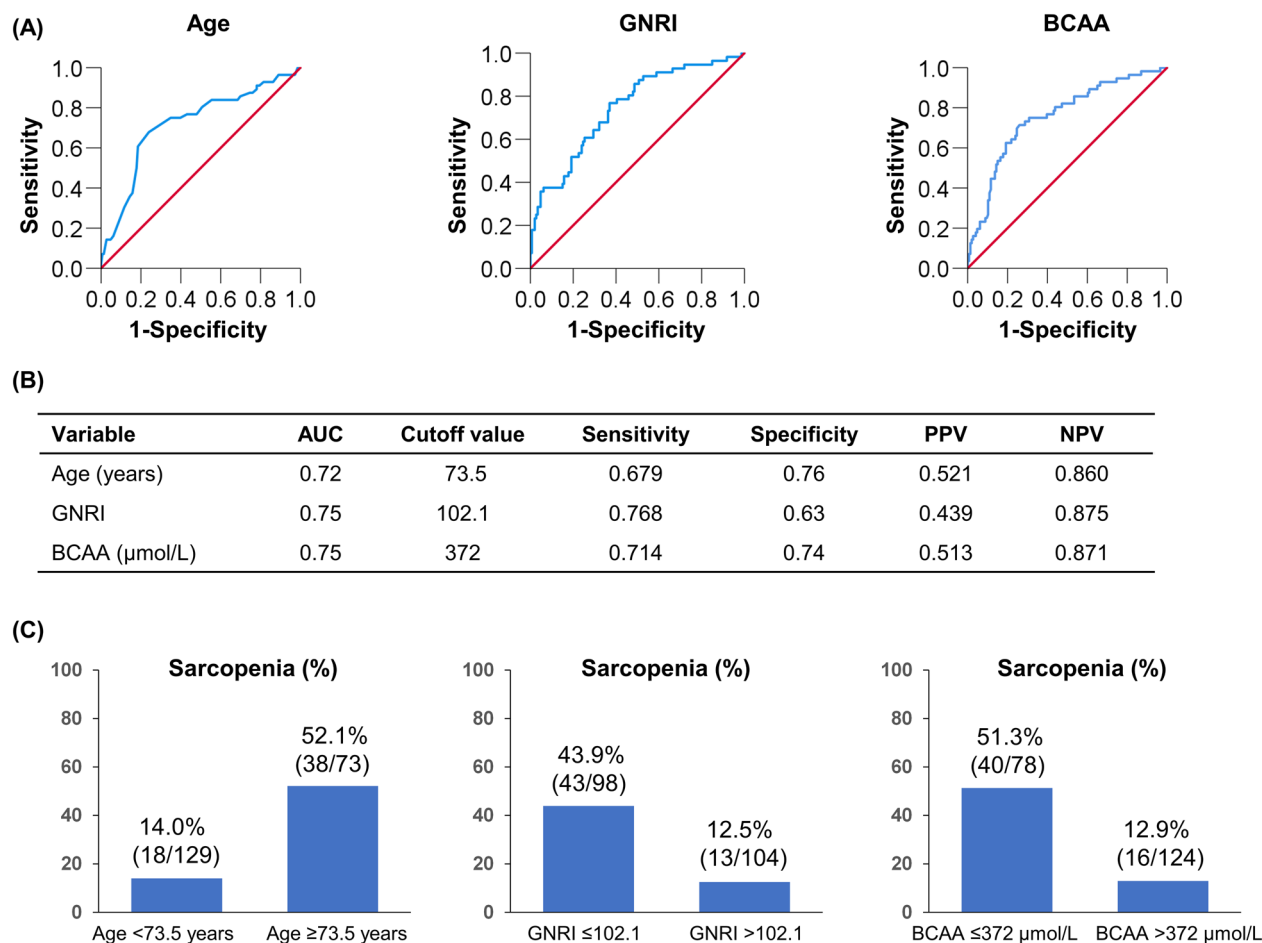 (A)
Age
GNRI
BCAA
1.0
0.8
0.6
0.4
0.2
0.0
Sensitivity
0.0 0.2 0.4 0.6 0.8 1.0
1-Specificity
1.0
0.8
0.6
0.4
0.2
0.0
Sensitivity
0.0 0.2 0.4 0.6 0.8 1.0
1-Specificity
1.0
0.8
0.6
0.4
0.2
0.0
Sensitivity
0.0 0.2 0.4 0.6 0.8 1.0
1-Specificity
(B)
Variable AUC Cutoff value Sensitivity Specificity PPV NPV
Age (years) 0.72 73.5 0.679 0.76 0.521 0.860
GNRI 0.75 102.1 0.768 0.63 0.439 0.875
BCAA (μmol/L) 0.75 372 0.714 0.74 0.513 0.871
(C)
Sarcopenia (%)
100
80
60
40
20
0
14.0%
(18/129)
52.1%
(38/73)
Age <73.5 years Age ≥73.5 years
Sarcopenia (%)
100
80
60
40
20
0
43.9%
(43/98)
12.5%
(13/104)
GNRI ≤102.1 GNRI >102.1
Sarcopenia (%)
100
80
60
40
20
0
51.3%
(40/78)
12.9%
(16/124)
BCAA ≤372 μmol/L BCAA >372 μmol/L